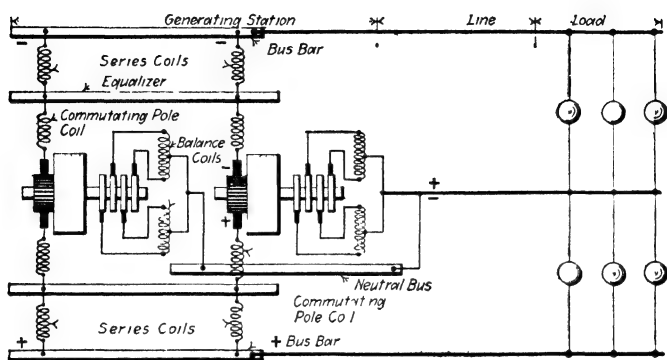 Generating Station Line Load
- -
Bus Bar
Series Coils
Equalizer
Commutating Pole
Coil
Balance
Coils
-
+
+
-
Neutral Bus
Commutating
Pole Co l
Series Coils
+ + Bus Bar